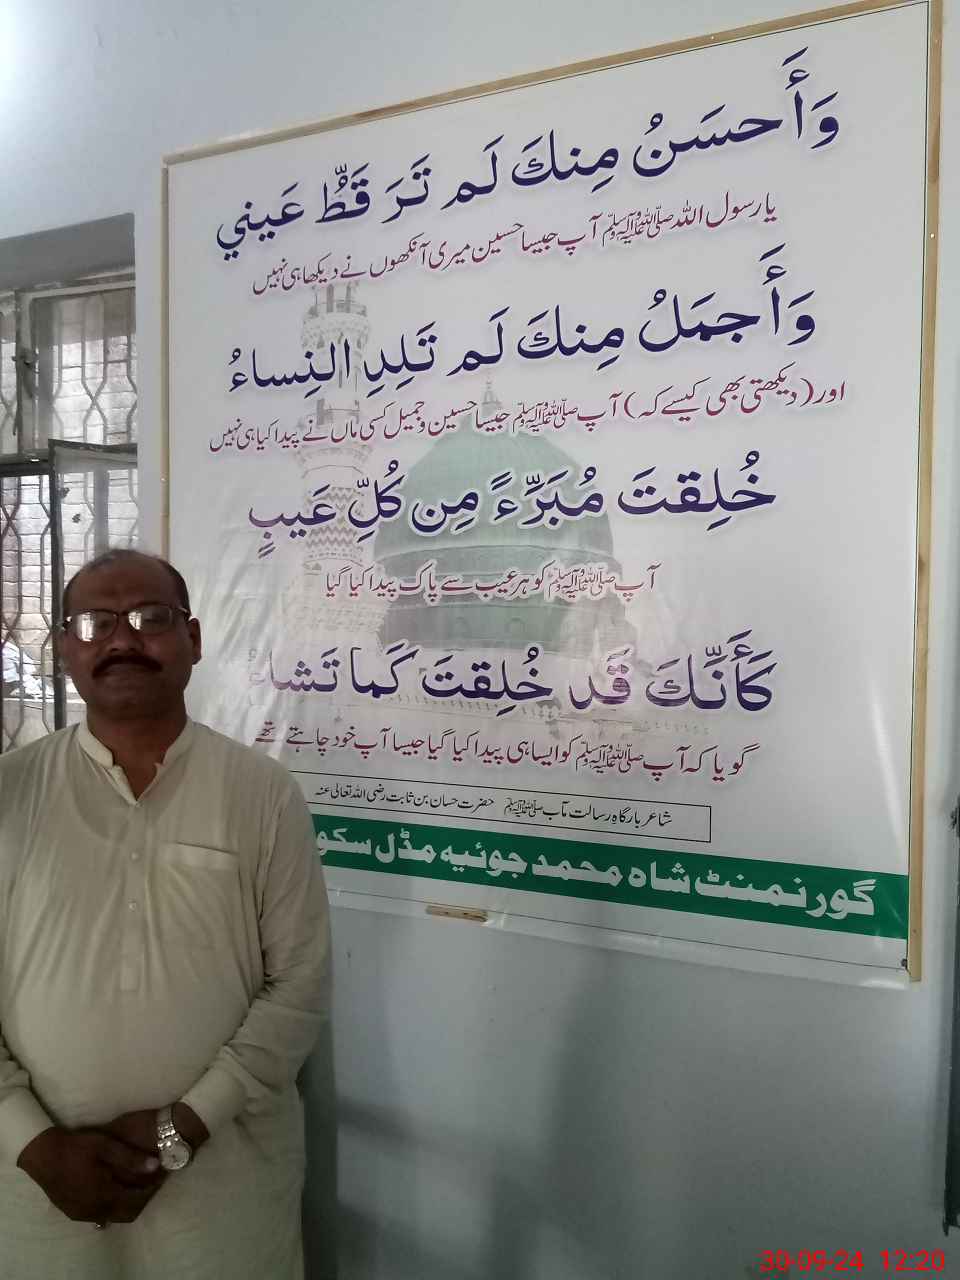 وَأَحسَنُ مِنكَ لَم تَرَ قَطُّ عَيني
یارسول اللہ ﷺ آپ جیسا حسین میری آنکھوں نے دیکھا ہی نہیں
وَأَجمَلُ مِنكَ لَم تَلِدِ النِساءُ
اور (دیکھتی بھی کیسے کہ) آپ ﷺ جیسا حسین و جمیل کسی ماں نے پیدا کیا ہی نہیں
خُلِقتَ مُبَرَّءً مِن كُلِّ عَيبٍ
آپ ﷺ کو ہر عیب سے پاک پیدا کیا گیا
كَأَنَّكَ قَد خُلِقتَ كَما تَشاءُ
گویا کہ آپ ﷺ کو ایسا ہی پیدا کیا گیا جیسا آپ خود چاہتے تھے
شاعر بارگاہِ رسالت مآب ﷺ حضرت حسان بن ثابت رضی اللہ تعالیٰ عنہ
گورنمنٹ شاہ محمد جوئیہ مڈل سکو
30-09-24 12:20